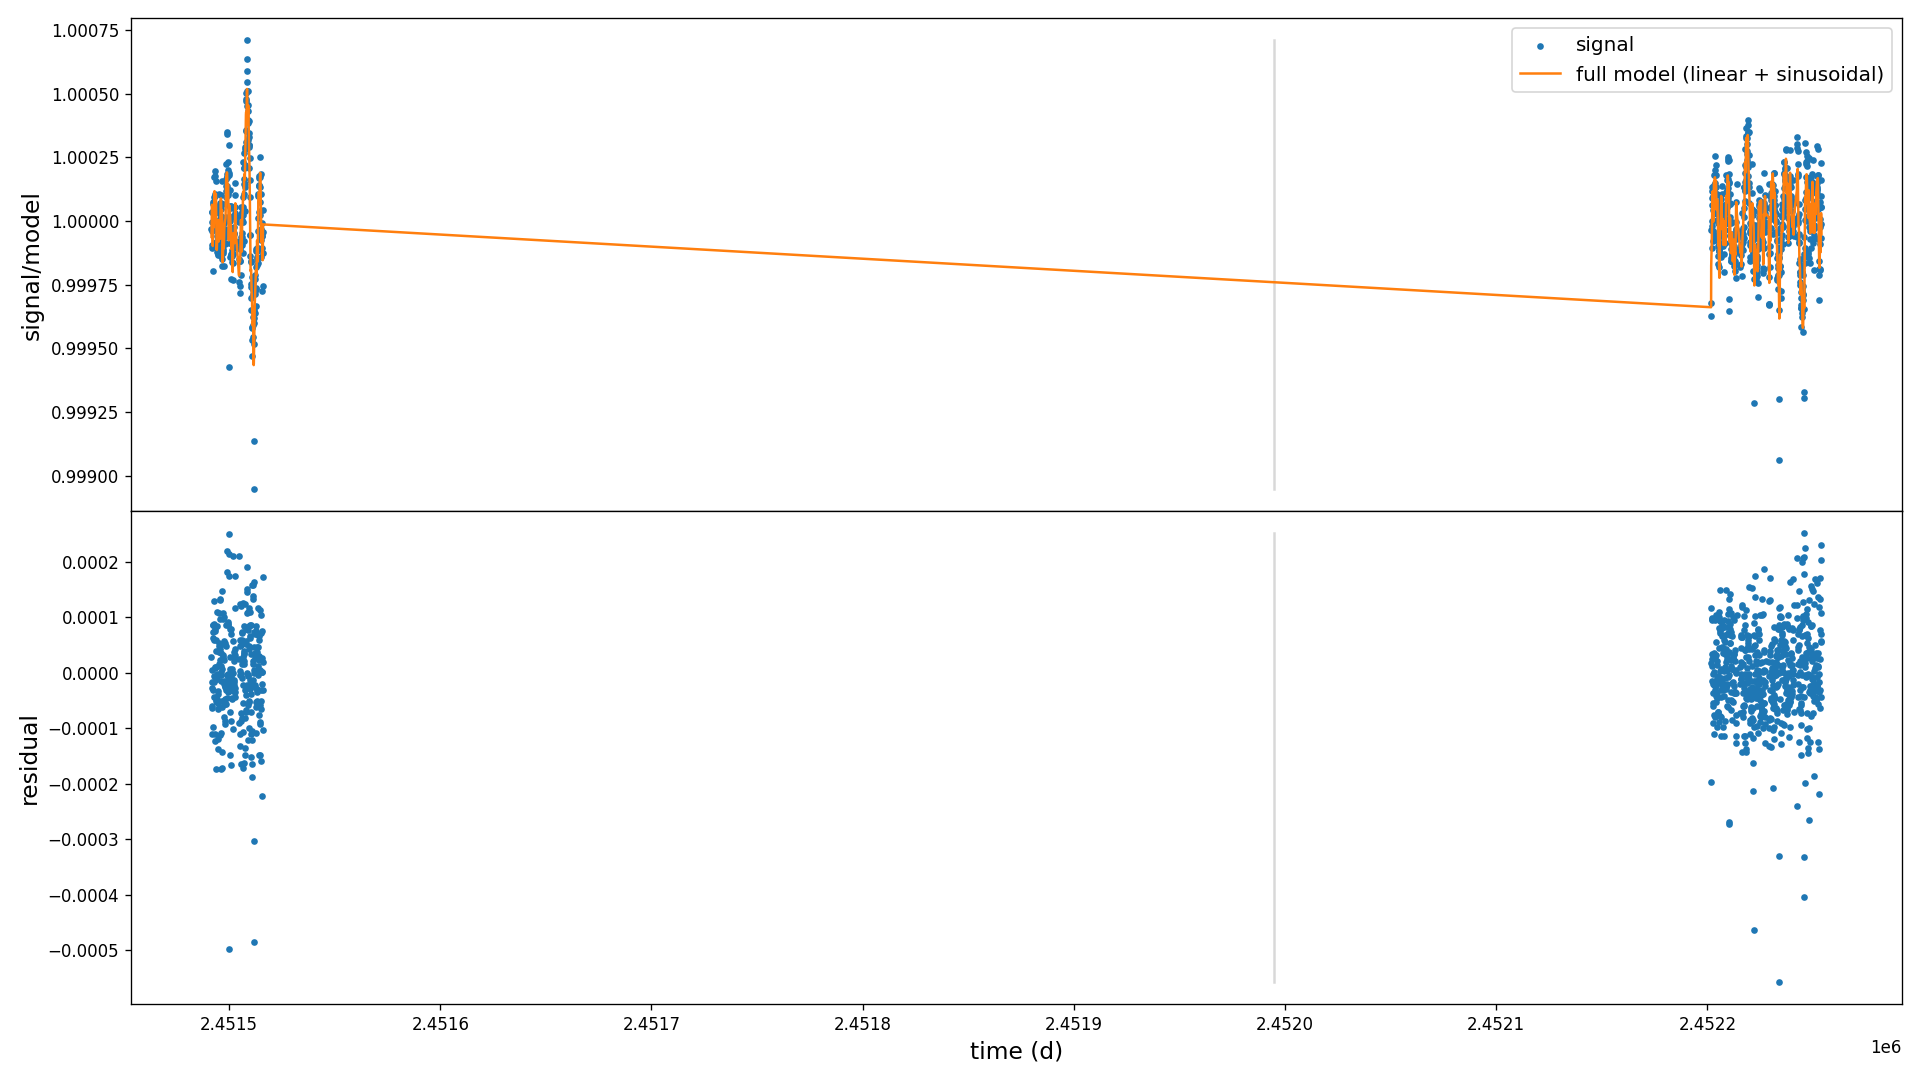 1.00075
1.00050
1.00025
1.00000
0.99975
0.99950
0.99925
0.99900
signal/model
signal
full model (linear + sinusoidal)
0.0002
0.0001
0.0000
−0.0001
−0.0002
−0.0003
−0.0004
−0.0005
residual
2.4515 2.4516 2.4517 2.4518 2.4519 2.4520 2.4521 2.4522
1e6
time (d)